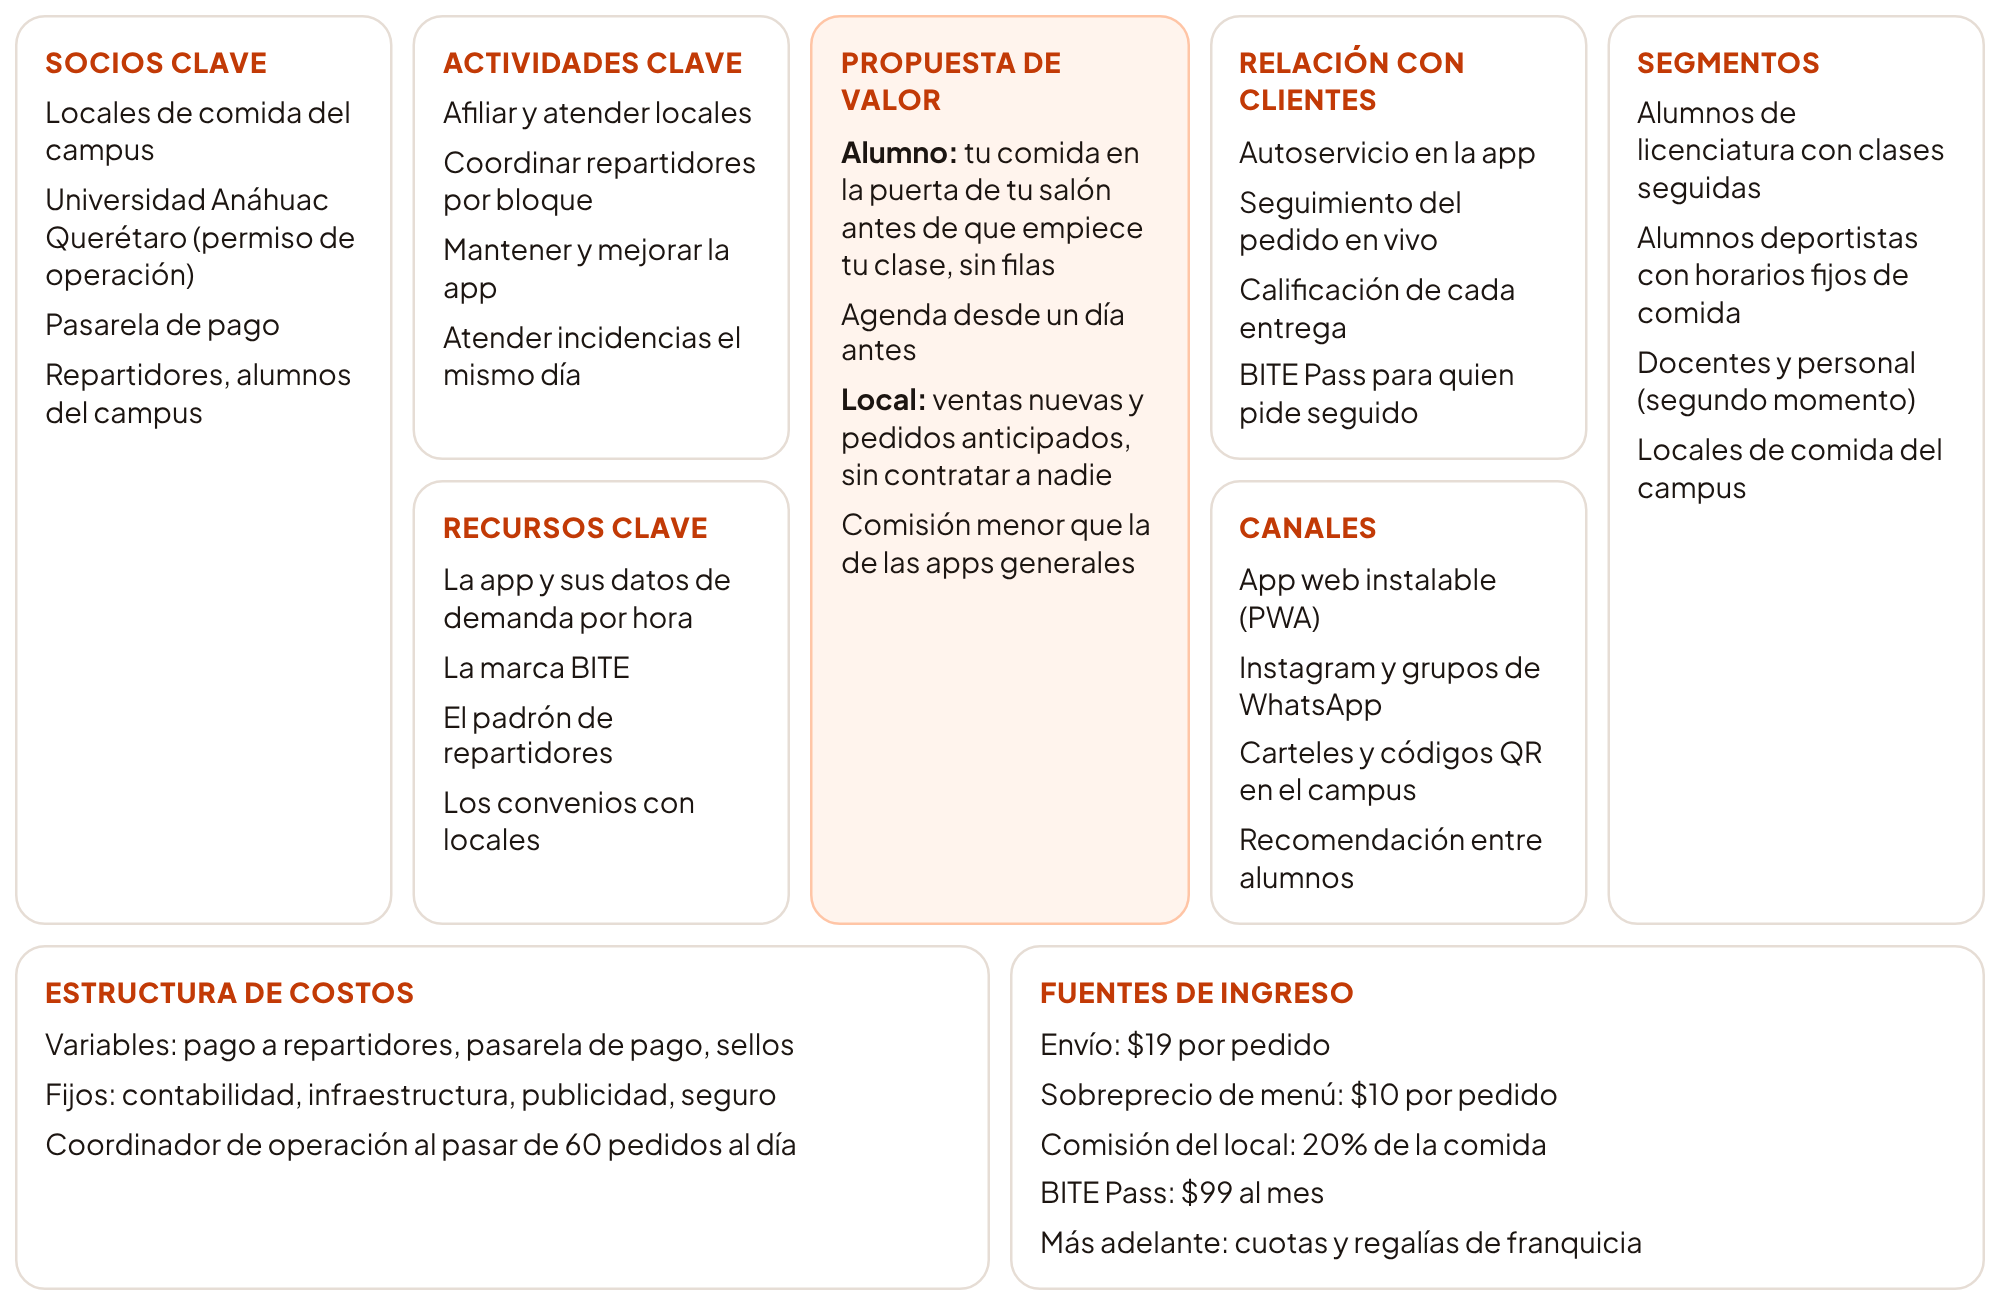 SOCIOS CLAVE
Locales de comida del
campus
Universidad Anáhuac
Querétaro (permiso de
operación)
Pasarela de pago
Repartidores, alumnos
del campus
ACTIVIDADES CLAVE
Afiliar y atender locales
Coordinar repartidores
por bloque
Mantener y mejorar la
app
Atender incidencias el
mismo día
RECURSOS CLAVE
La app y sus datos de
demanda por hora
La marca BITE
El padrón de
repartidores
Los convenios con
locales
PROPUESTA DE
VALOR
Alumno: tu comida en
la puerta de tu salón
antes de que empiece
tu clase, sin filas
Agenda desde un día
antes
Local: ventas nuevas y
pedidos anticipados,
sin contratar a nadie
Comisión menor que la
de las apps generales
RELACIÓN CON
CLIENTES
Autoservicio en la app
Seguimiento del
pedido en vivo
Calificación de cada
entrega
BITE Pass para quien
pide seguido
CANALES
App web instalable
(PWA)
Instagram y grupos de
WhatsApp
Carteles y códigos QR
en el campus
Recomendación entre
alumnos
SEGMENTOS
Alumnos de
licenciatura con clases
seguidas
Alumnos deportistas
con horarios fijos de
comida
Docentes y personal
(segundo momento)
Locales de comida del
campus
ESTRUCTURA DE COSTOS
Variables: pago a repartidores, pasarela de pago, sellos
Fijos: contabilidad, infraestructura, publicidad, seguro
Coordinador de operación al pasar de 60 pedidos al día
FUENTES DE INGRESO
Envío: $19 por pedido
Sobreprecio de menú: $10 por pedido
Comisión del local: 20% de la comida
BITE Pass: $99 al mes
Más adelante: cuotas y regalías de franquicia